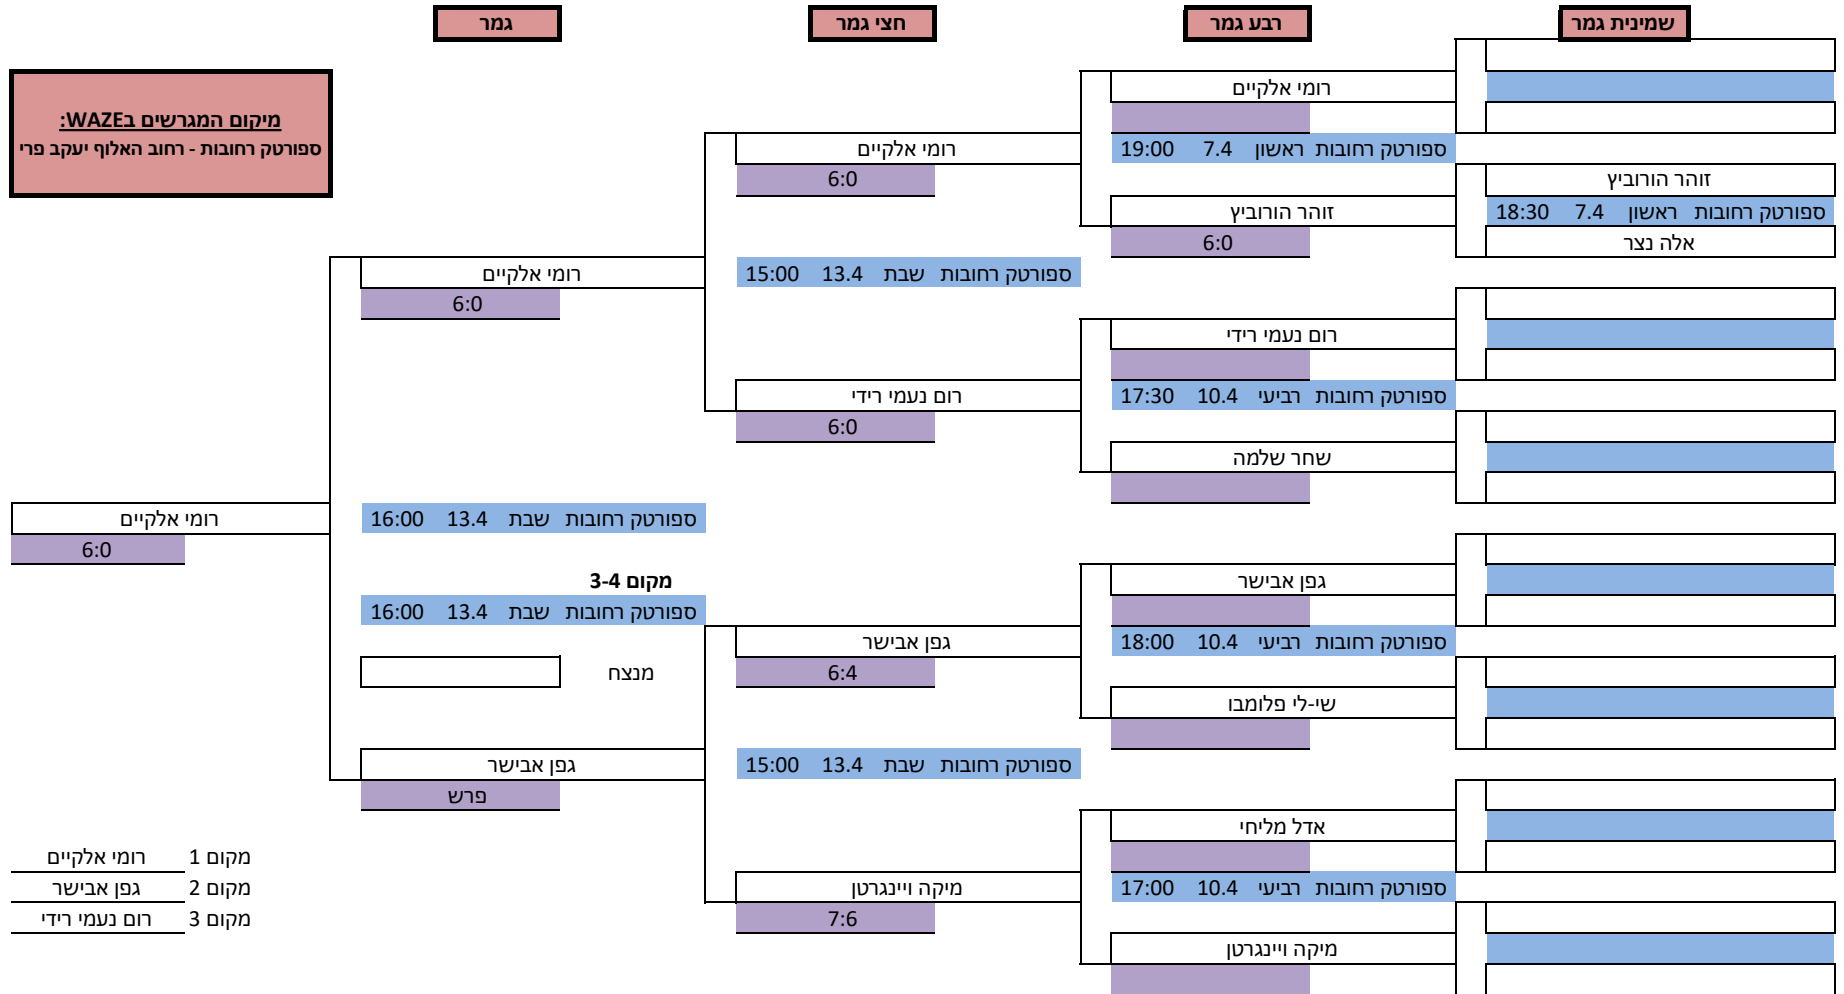 שמינית גמר
רבע גמר
חצי גמר
גמר
מיקום המגרשים בWAZE:
ספורטק רחובות - רחוב האלוף יעקב פרי
זוהר הורוביץ
ספורטק רחובות ראשון 7.4 18:30
אלה נצר
רומי אלקיים
ספורטק רחובות ראשון 7.4 19:00
זוהר הורוביץ
6:0
רום נעמי רידי
ספורטק רחובות רביעי 10.4 17:30
שחר שלמה
גפן אבישר
ספורטק רחובות רביעי 10.4 18:00
שי-לי פלומבו
אדל מליחי
ספורטק רחובות רביעי 10.4 17:00
מיקה ויינגרטן
רומי אלקיים
6:0
ספורטק רחובות שבת 13.4 15:00
רום נעמי רידי
6:0
גפן אבישר
6:4
ספורטק רחובות שבת 13.4 15:00
מיקה ויינגרטן
7:6
רומי אלקיים
6:0
ספורטק רחובות שבת 13.4 16:00
מקום 3-4
ספורטק רחובות שבת 13.4 16:00
מנצח
גפן אבישר
פרש
רומי אלקיים
6:0
מקום 1 רומי אלקיים
מקום 2 גפן אבישר
מקום 3 רום נעמי רידי